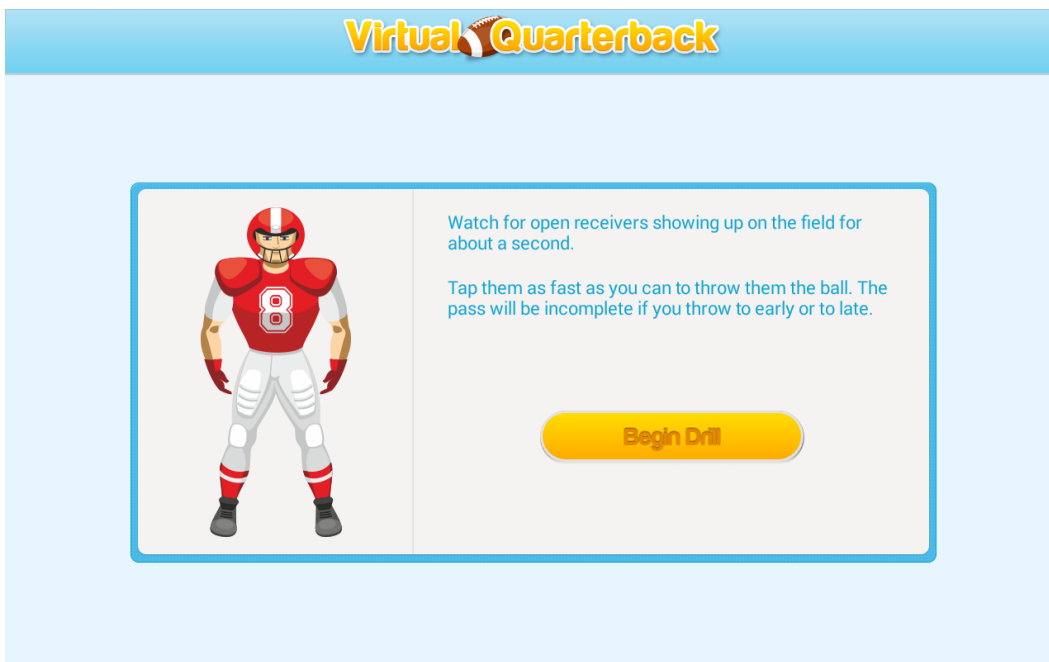 Virtual Quarterback
8
Watch for open receivers showing up on the field for
about a second.
Tap them as fast as you can to throw them the ball. The
pass will be incomplete if you throw to early or to late.
Begin Drill